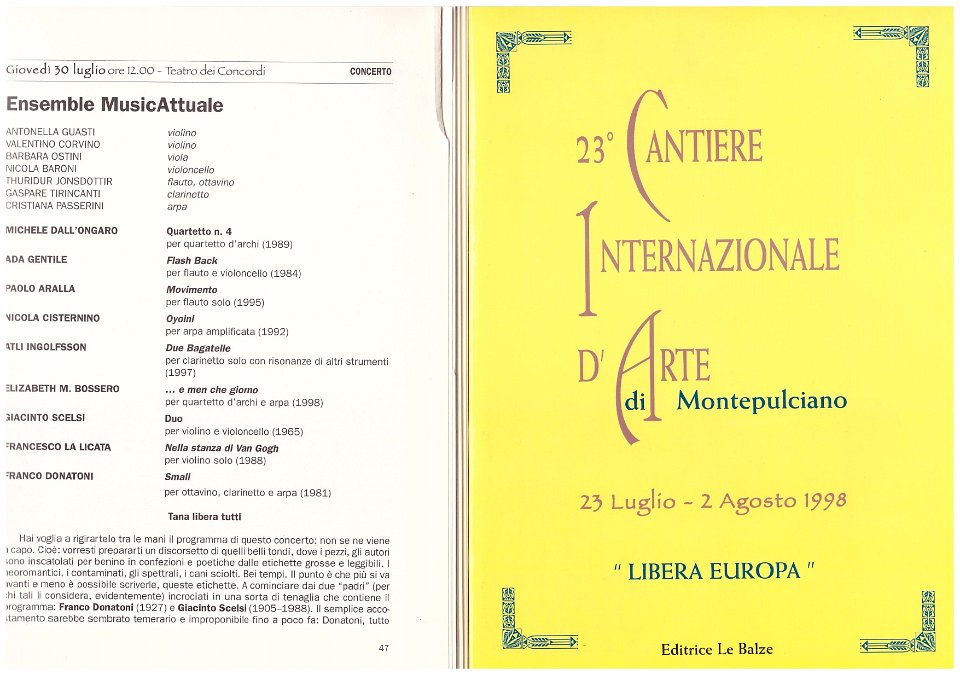 Giovedì 30 luglio ore 12.00 - Teatro dei Concordi
CONCERTO
Ensemble MusicAttuale
ANTONELLA GUASTI violino
VALENTINO CORVINO violino
BARBARA OSTINI viola
NICOLA BARONI violoncello
THURIDUR JONSDOTTIR flauto, ottavino
GASPARE TIRINCANTI clarinetto
CRISTIANA PASSERINI arpa
MICHELE DALL'ONGARO Quartetto n. 4
per quartetto d'archi (1989)
ADA GENTILE Flash Back
per flauto e violoncello (1984)
PAOLO ARALLA Movimento
per flauto solo (1995)
NICOLA CISTERNINO Oyoini
per arpa amplificata (1992)
ATLI INGOLFSSON Due Bagatelle
per clarinetto solo con risonanze di altri strumenti
(1997)
ELIZABETH M. BOSSERO ... e men che giorno
per quartetto d'archi e arpa (1998)
GIACINTO SCELSI Duo
per violino e violoncello (1965)
FRANCESCO LA LICATA Nella stanza di Van Gogh
per violino solo (1988)
FRANCO DONATONI Small
per ottavino, clarinetto e arpa (1981)
Tana libera tutti
Hai voglia a rigirartelo tra le mani il programma di questo concerto: non se ne viene
a capo. Cioè: vorresti prepararti un discorsetto di quelli belli tondi, dove i pezzi, gli autori
sono inscatolati per benino in confezioni e poetiche dalle etichette grosse e leggibili. I
neoromantici, i contaminati, gli spettrali, i cani sciolti. Bei tempi. Il punto è che più si va
avanti e meno è possibile scriverle, queste etichette. A cominciare dai due "padri" (per
chi tali li considera, evidentemente) incrociati in una sorta di tenaglia che contiene il
programma: Franco Donatoni (1927) e Giacinto Scelsi (1905-1988). Il semplice acco-
stamento sarebbe sembrato temerario e improponibile fino a poco fa: Donatoni, tutto
47
23° CANTIERE
INTERNAZIONALE
D' ARTE
di Montepulciano
23 Luglio - 2 Agosto 1998
" LIBERA EUROPA "
Editrice Le Balze